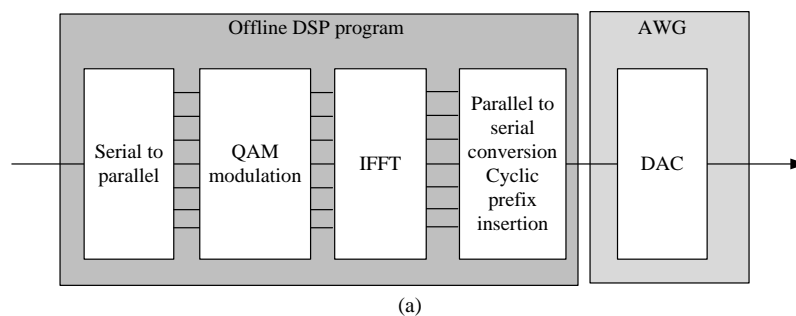 Offline DSP program
AWG
Serial to
parallel
QAM
modulation
IFFT
Parallel to
serial
conversion
Cyclic
prefix
insertion
DAC
(a)